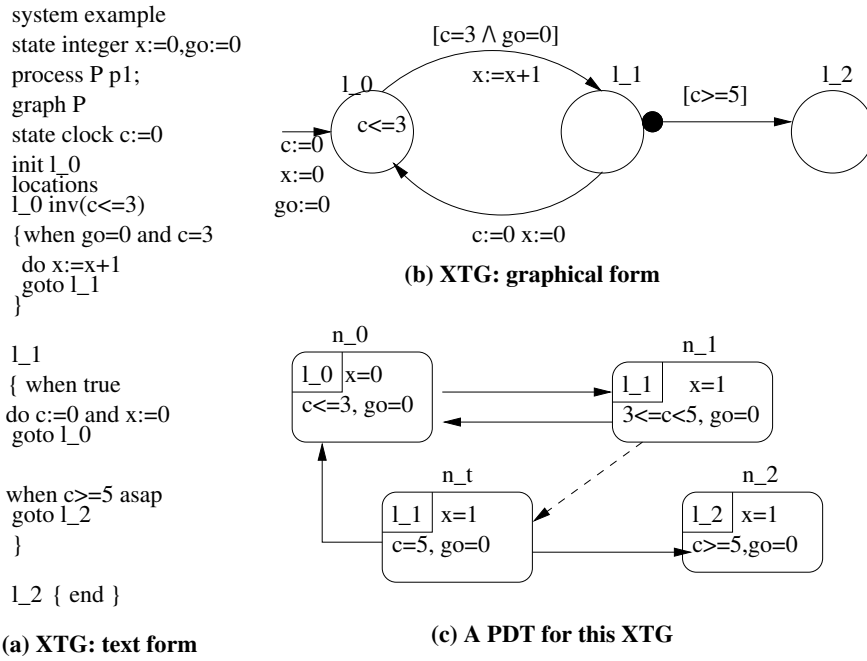 system example
state integer x:=0,go:=0
process P p1;
graph P
state clock c:=0
init l_0
locations
l_0 inv(c<=3)
{when go=0 and c=3
do x:=x+1
goto l_1
}
l_1
{ when true
do c:=0 and x:=0
goto l_0
when c>=5 asap
goto l_2
}
l_2 { end }
(a) XTG: text form
[c=3 /\ go=0]
x:=x+1
l_0
l_1
l_2
[c>=5]
c<=3
c:=0
x:=0
go:=0
c:=0 x:=0
(b) XTG: graphical form
n_0
l_0 x=0
c<=3, go=0
n_1
l_1 x=1
3<=c<5, go=0
n_t
l_1 x=1
c=5, go=0
n_2
l_2 x=1
c>=5,go=0
(c) A PDT for this XTG